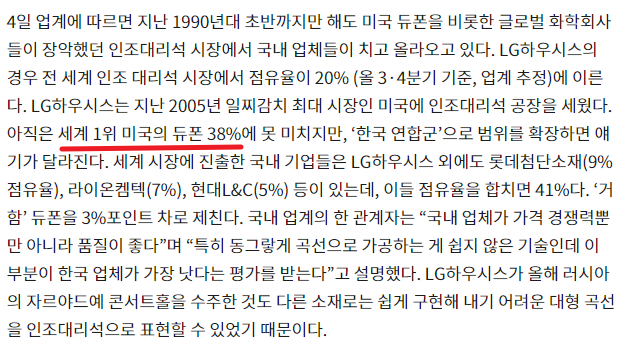 4일 업계에 따르면 지난 1990년대 초반까지만 해도 미국 듀폰을 비롯한 글로벌 화학회사
들이 장악했던 인조대리석 시장에서 국내 업체들이 치고 올라오고 있다. LG하우시스의
경우 전 세계 인조 대리석 시장에서 점유율이 20% (올 3·4분기 기준, 업계 추정)에 이른
다. LG하우시스는 지난 2005년 일찌감치 최대 시장인 미국에 인조대리석 공장을 세웠다.
아직은 세계 1위 미국의 듀폰 38%에 못 미치지만, ‘한국 연합군’으로 범위를 확장하면 얘
기가 달라진다. 세계 시장에 진출한 국내 기업들은 LG하우시스 외에도 롯데첨단소재(9%
점유율), 라이온켐텍(7%), 현대L&C(5%) 등이 있는데, 이들 점유율을 합치면 41%다. ‘거
함’ 듀폰을 3%포인트 차로 제친다. 국내 업계의 한 관계자는 “국내 업체가 가격 경쟁력뿐
만 아니라 품질이 좋다”며 “특히 동그랗게 곡선으로 가공하는 게 쉽지 않은 기술인데 이
부분이 한국 업체가 가장 낫다는 평가를 받는다”고 설명했다. LG하우시스가 올해 러시아
의 자르야드예 콘서트홀을 수주한 것도 다른 소재로는 쉽게 구현해 내기 어려운 대형 곡선
을 인조대리석으로 표현할 수 있었기 때문이다.